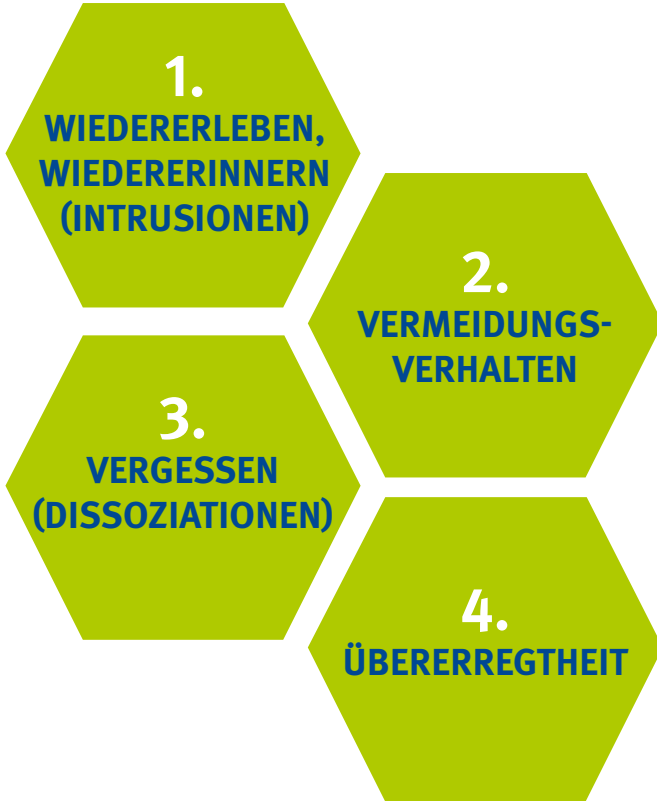 1.
WIEDERERLEBEN,
WIEDERERINNERN
(INTRUSIONEN)
2.
VERMEIDUNGS-
VERHALTEN
3.
VERGESSEN
(DISSOZIATIONEN)
4.
ÜBERERREGTHEIT